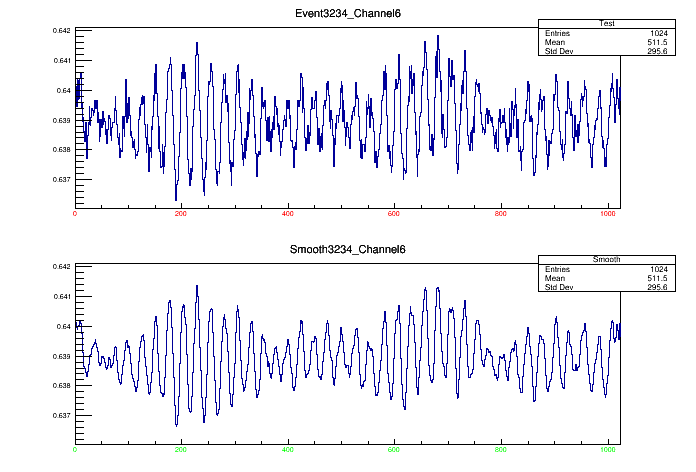 Event3234_Channel6
Test
Entries 1024
Mean 511.5
Std Dev 295.6
0.642
0.641
0.64
0.639
0.638
0.637
0 200 400 600 800 1000
Smooth3234_Channel6
Smooth
Entries 1024
Mean 511.5
Std Dev 295.6
0.642
0.641
0.64
0.639
0.638
0.637
0 200 400 600 800 1000